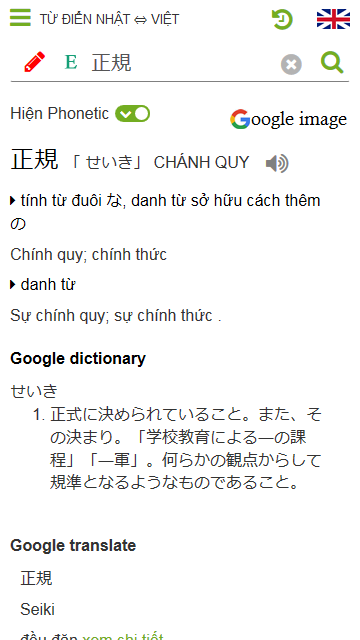 TỪ ĐIỂN NHẬT ⇔ VIỆT
E 正規
Hiện Phonetic
Google image
正規 「 せいき」 CHÁNH QUY
tính từ đuôi な, danh từ sở hữu cách thêm
の
Chính quy; chính thức
danh từ
Sự chính quy; sự chính thức .
Google dictionary
せいき
1. 正式に決められていること。また、そ
の決まり。「学校教育による―の課
程」「―軍」。何らかの観点からして
規準となるようなものであること。
Google translate
正規
Seiki
đều đặn xem chi tiết